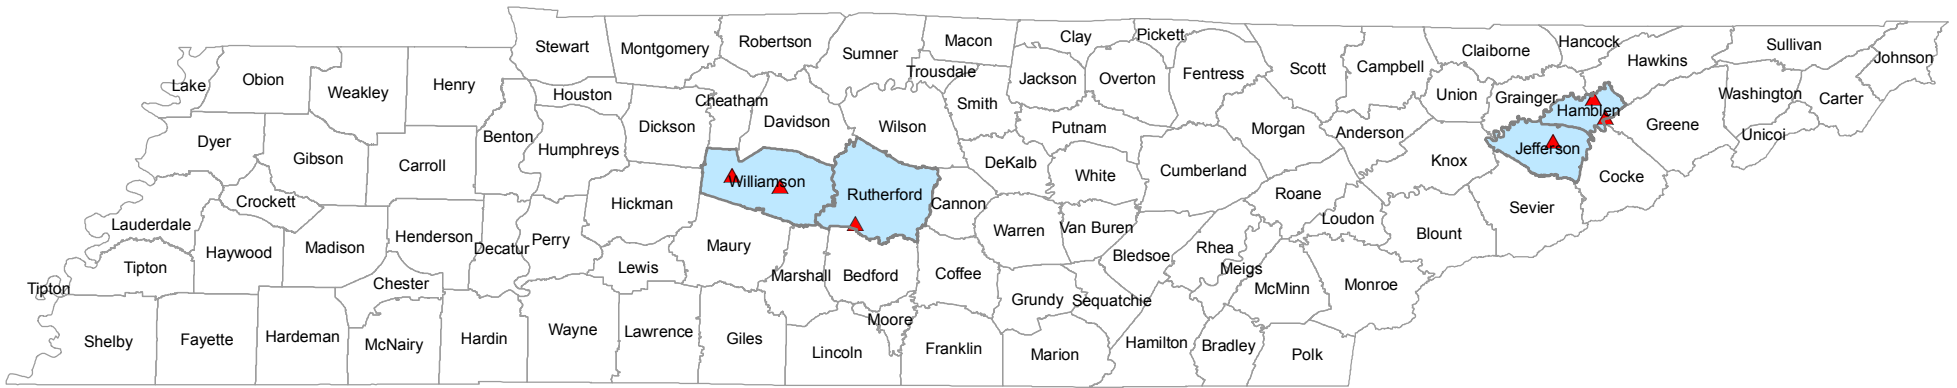 Stewart
Montgomery
Robertson
Sumner
Macon
Clay
Pickett
Fentress
Scott
Campbell
Claiborne
Hancock
Hawkins
Sullivan
Johnson
Lake
Obion
Weakley
Henry
Houston
Cheatham
Davidson
Trousdale
Smith
Jackson
Overton
Union
Grainger
Hamblen
Washington
Carter
Dyer
Gibson
Carroll
Benton
Humphreys
Dickson
Wilson
Putnam
Morgan
Anderson
Greene
Unicoi
Crockett
Williamson
Rutherford
DeKalb
White
Cumberland
Knox
Jefferson
Cocke
Lauderdale
Haywood
Madison
Henderson
Decatur
Perry
Hickman
Cannon
Warren
Van Buren
Roane
Loudon
Sevier
Blount
Tipton
Tipton
Chester
Lewis
Maury
Marshall
Bedford
Coffee
Bledsoe
Rhea
Meigs
McMinn
Monroe
Grundy
Sequatchie
Shelby
Fayette
Hardeman
McNairy
Hardin
Wayne
Lawrence
Giles
Moore
Lincoln
Franklin
Marion
Hamilton
Bradley
Polk